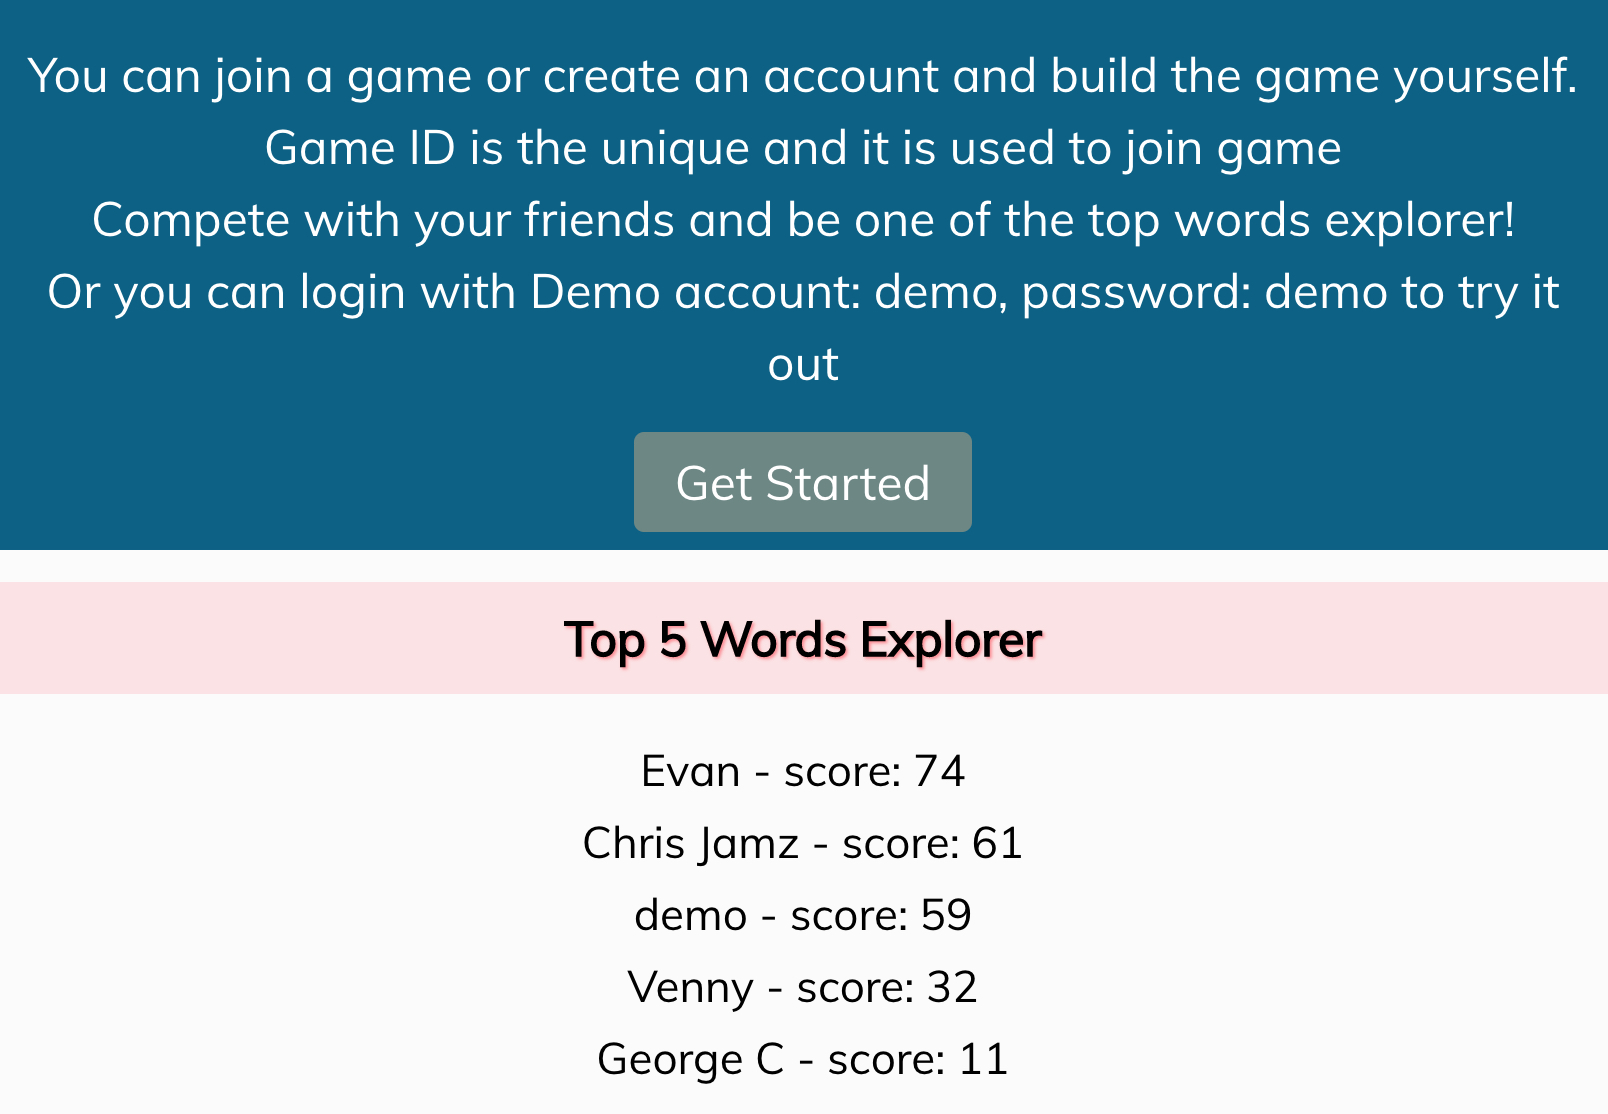 You can join a game or create an account and build the game yourself.
Game ID is the unique and it is used to join game
Compete with your friends and be one of the top words explorer!
Or you can login with Demo account: demo, password: demo to try it
out
Get Started
Top 5 Words Explorer
Evan - score: 74
Chris Jamz - score: 61
demo - score: 59
Venny - score: 32
George C - score: 11